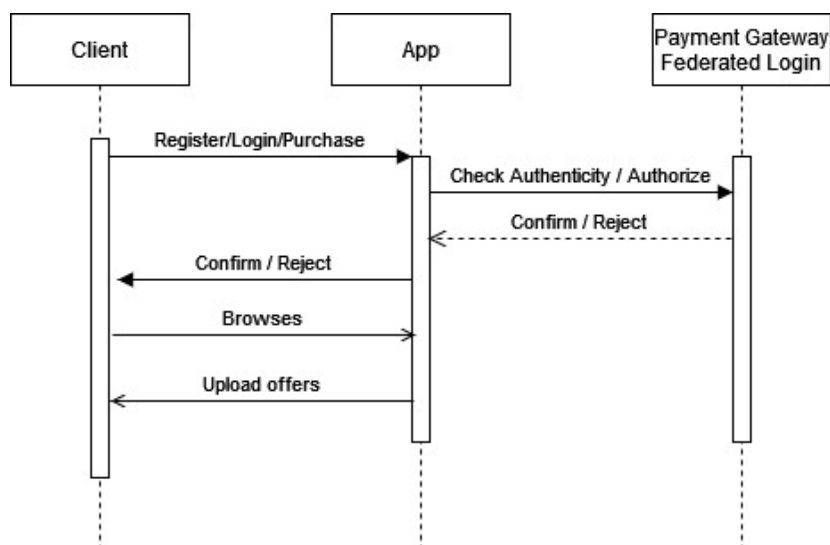 Client
App
Payment Gateway
Federated Login
Register/Login/Purchase
Check Authenticity / Authorize
Confirm / Reject
Confirm / Reject
Browses
Upload offers